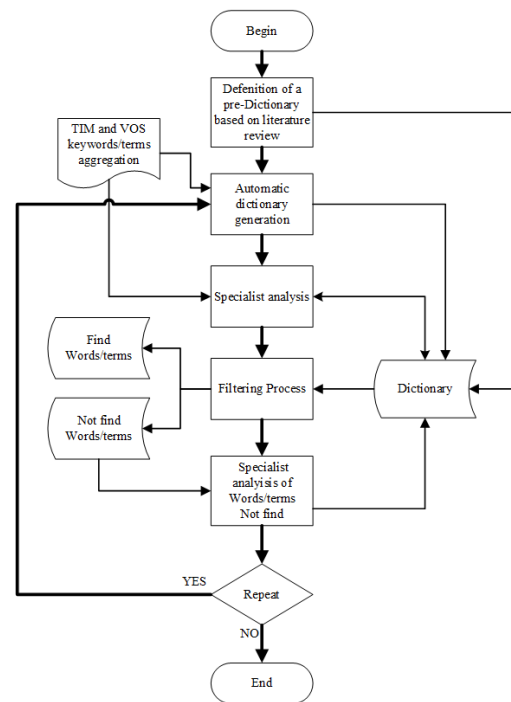 Begin
Defenition of a
pre-Dictionary
based on literature
review
TIM and VOS
keywords/terms
aggregation
Automatic
dictionary
generation
Specialist analysis
Find
Words/terms
Filtering Process
Dictionary
Not find
Words/terms
Specialist
analyisis of
Words/terms
Not find
YES
Repeat
NO
End